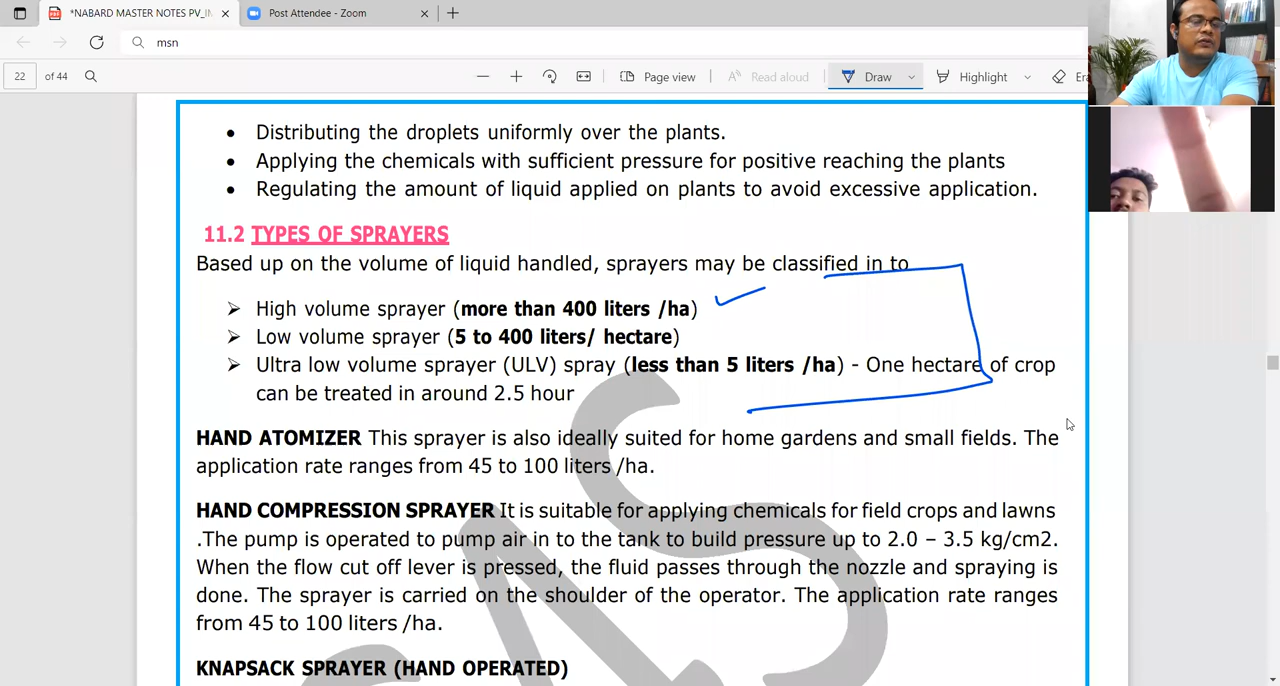 *NABARD MASTER NOTES PV_IN
Post Attendee - Zoom
msn
22 of 44
Page view
Read aloud
Draw
Highlight
• Distributing the droplets uniformly over the plants.
• Applying the chemicals with sufficient pressure for positive reaching the plants
• Regulating the amount of liquid applied on plants to avoid excessive application.
11.2 TYPES OF SPRAYERS
Based up on the volume of liquid handled, sprayers may be classified in to
➢ High volume sprayer (more than 400 liters /ha)
➢ Low volume sprayer (5 to 400 liters/ hectare)
➢ Ultra low volume sprayer (ULV) spray (less than 5 liters /ha) - One hectare of crop
can be treated in around 2.5 hour
HAND ATOMIZER This sprayer is also ideally suited for home gardens and small fields. The
application rate ranges from 45 to 100 liters /ha.
HAND COMPRESSION SPRAYER It is suitable for applying chemicals for field crops and lawns
.The pump is operated to pump air in to the tank to build pressure up to 2.0 – 3.5 kg/cm2.
When the flow cut off lever is pressed, the fluid passes through the nozzle and spraying is
done. The sprayer is carried on the shoulder of the operator. The application rate ranges
from 45 to 100 liters /ha.
KNAPSACK SPRAYER (HAND OPERATED)